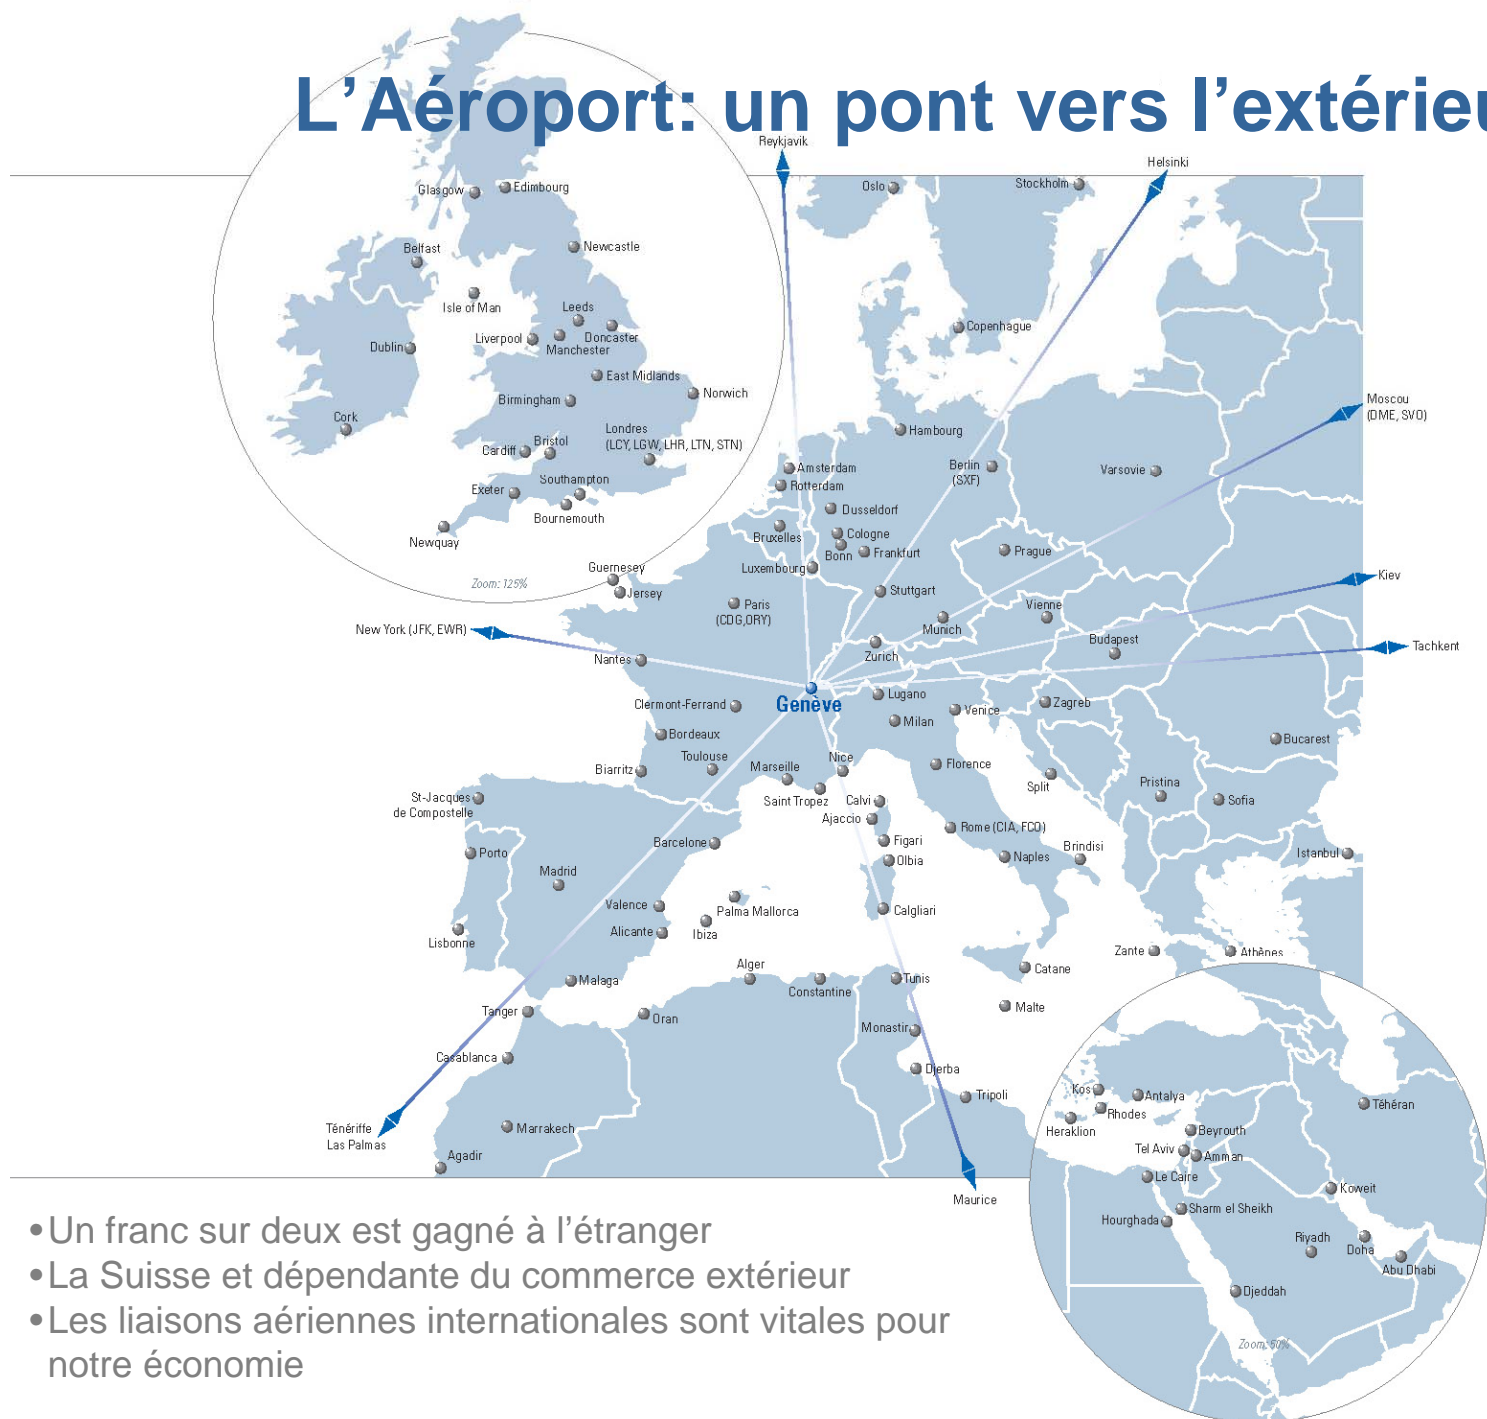 L’Aéroport: un pont vers l’extérieu
Reykjavik
Helsinki
Oslo
Stockholm
Glasgow
Edimbourg
Newcastle
Belfast
Isle of Man
Leeds
Liverpool
Doncaster
Manchester
Dublin
East Midlands
Norwich
Birmingham
Cork
Londres
(LCY, LGW, LHR, LTN, STN)
Cardiff
Bristol
Southampton
Exeter
Bournemouth
Newquay
Zoom: 125%
Copenhague
Moscou
(DME, SVO)
Hambourg
Amsterdam
Berlin
(SXF)
Varsovie
Rotterdam
Dusseldorf
Bruxelles
Cologne
Bonn
Frankfurt
Prague
Luxembourg
Guernesey
Jersey
Kiev
Stuttgart
Paris
(CDG,ORY)
Vienne
Munich
New York (JFK, EWR)
Budapest
Tachkent
Zurich
Nantes
Genève
Lugano
Clermont-Ferrand
Milan
Venice
Zagreb
Bordeaux
Bucarest
Toulouse
Nice
Biarritz
Marseille
Florence
Split
Pristina
St-Jacques
de Compostelle
Saint Tropez
Calvi
Sofia
Ajaccio
Rome (CIA, FCO)
Barcelone
Figari
Brindisi
Istanbul
Porto
Olbia
Naples
Madrid
Valence
Palma Mallorca
Calgliari
Lisbonne
Alicante
Ibiza
Zante
Athènes
Alger
Catane
Malaga
Constantine
Tunis
Tanger
Oran
Malte
Monastir
Casablanca
Djerba
Tripoli
Kos
Antalya
Téhéran
Rhodes
Ténériffe
Las Palmas
Marrakech
Heraklion
Beyrouth
Tel Aviv
Amman
Agadir
Le Caire
Koweit
Maurice
Sharm el Sheikh
Hourghada
Riyadh
Doha
Abu Dhabi
Djeddah
Zoom: 50%
•Un franc sur deux est gagné à l’étranger
•La Suisse et dépendante du commerce extérieur
•Les liaisons aériennes internationales sont vitales pour
notre économie